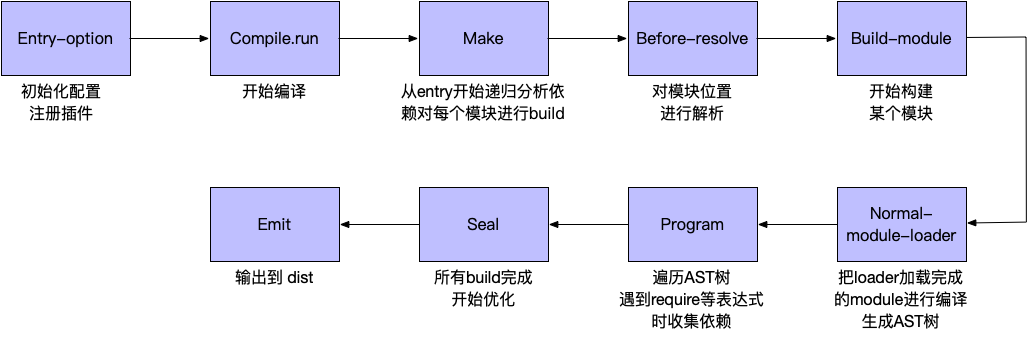 Entry-option
初始化配置
注册插件
Compile.run
开始编译
Make
从entry开始递归分析依
赖对每个模块进行build
Before-resolve
对模块位置
进行解析
Build-module
开始构建
某个模块
Normal-
module-loader
把loader加载完成
的module进行编译
生成AST树
Program
遍历AST树
遇到require等表达式
时收集依赖
Seal
所有build完成
开始优化
Emit
输出到 dist